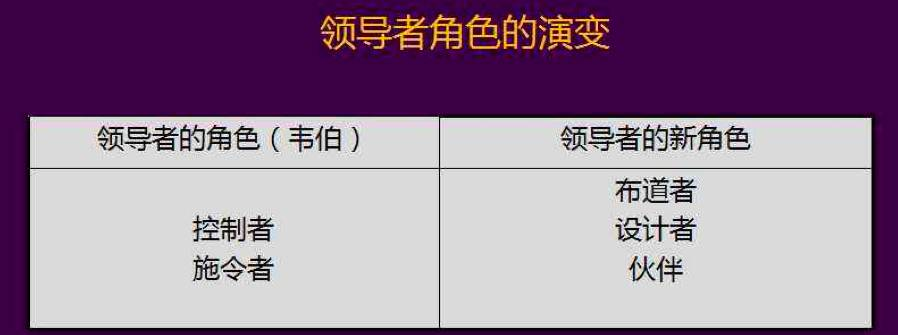 领导者角色的演变
领导者的角色（韦伯）
领导者的新角色
控制者
施令者
布道者
设计者
伙伴